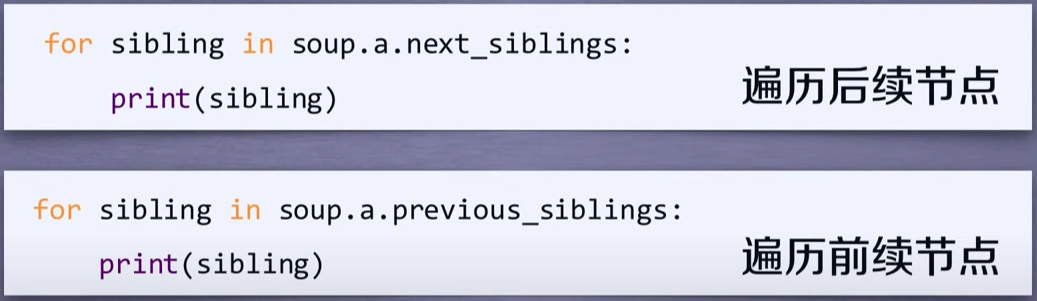 for sibling in soup.a.next_siblings:
    print(sibling)
遍历后续节点
for sibling in soup.a.previous_siblings:
    print(sibling)
遍历前续节点